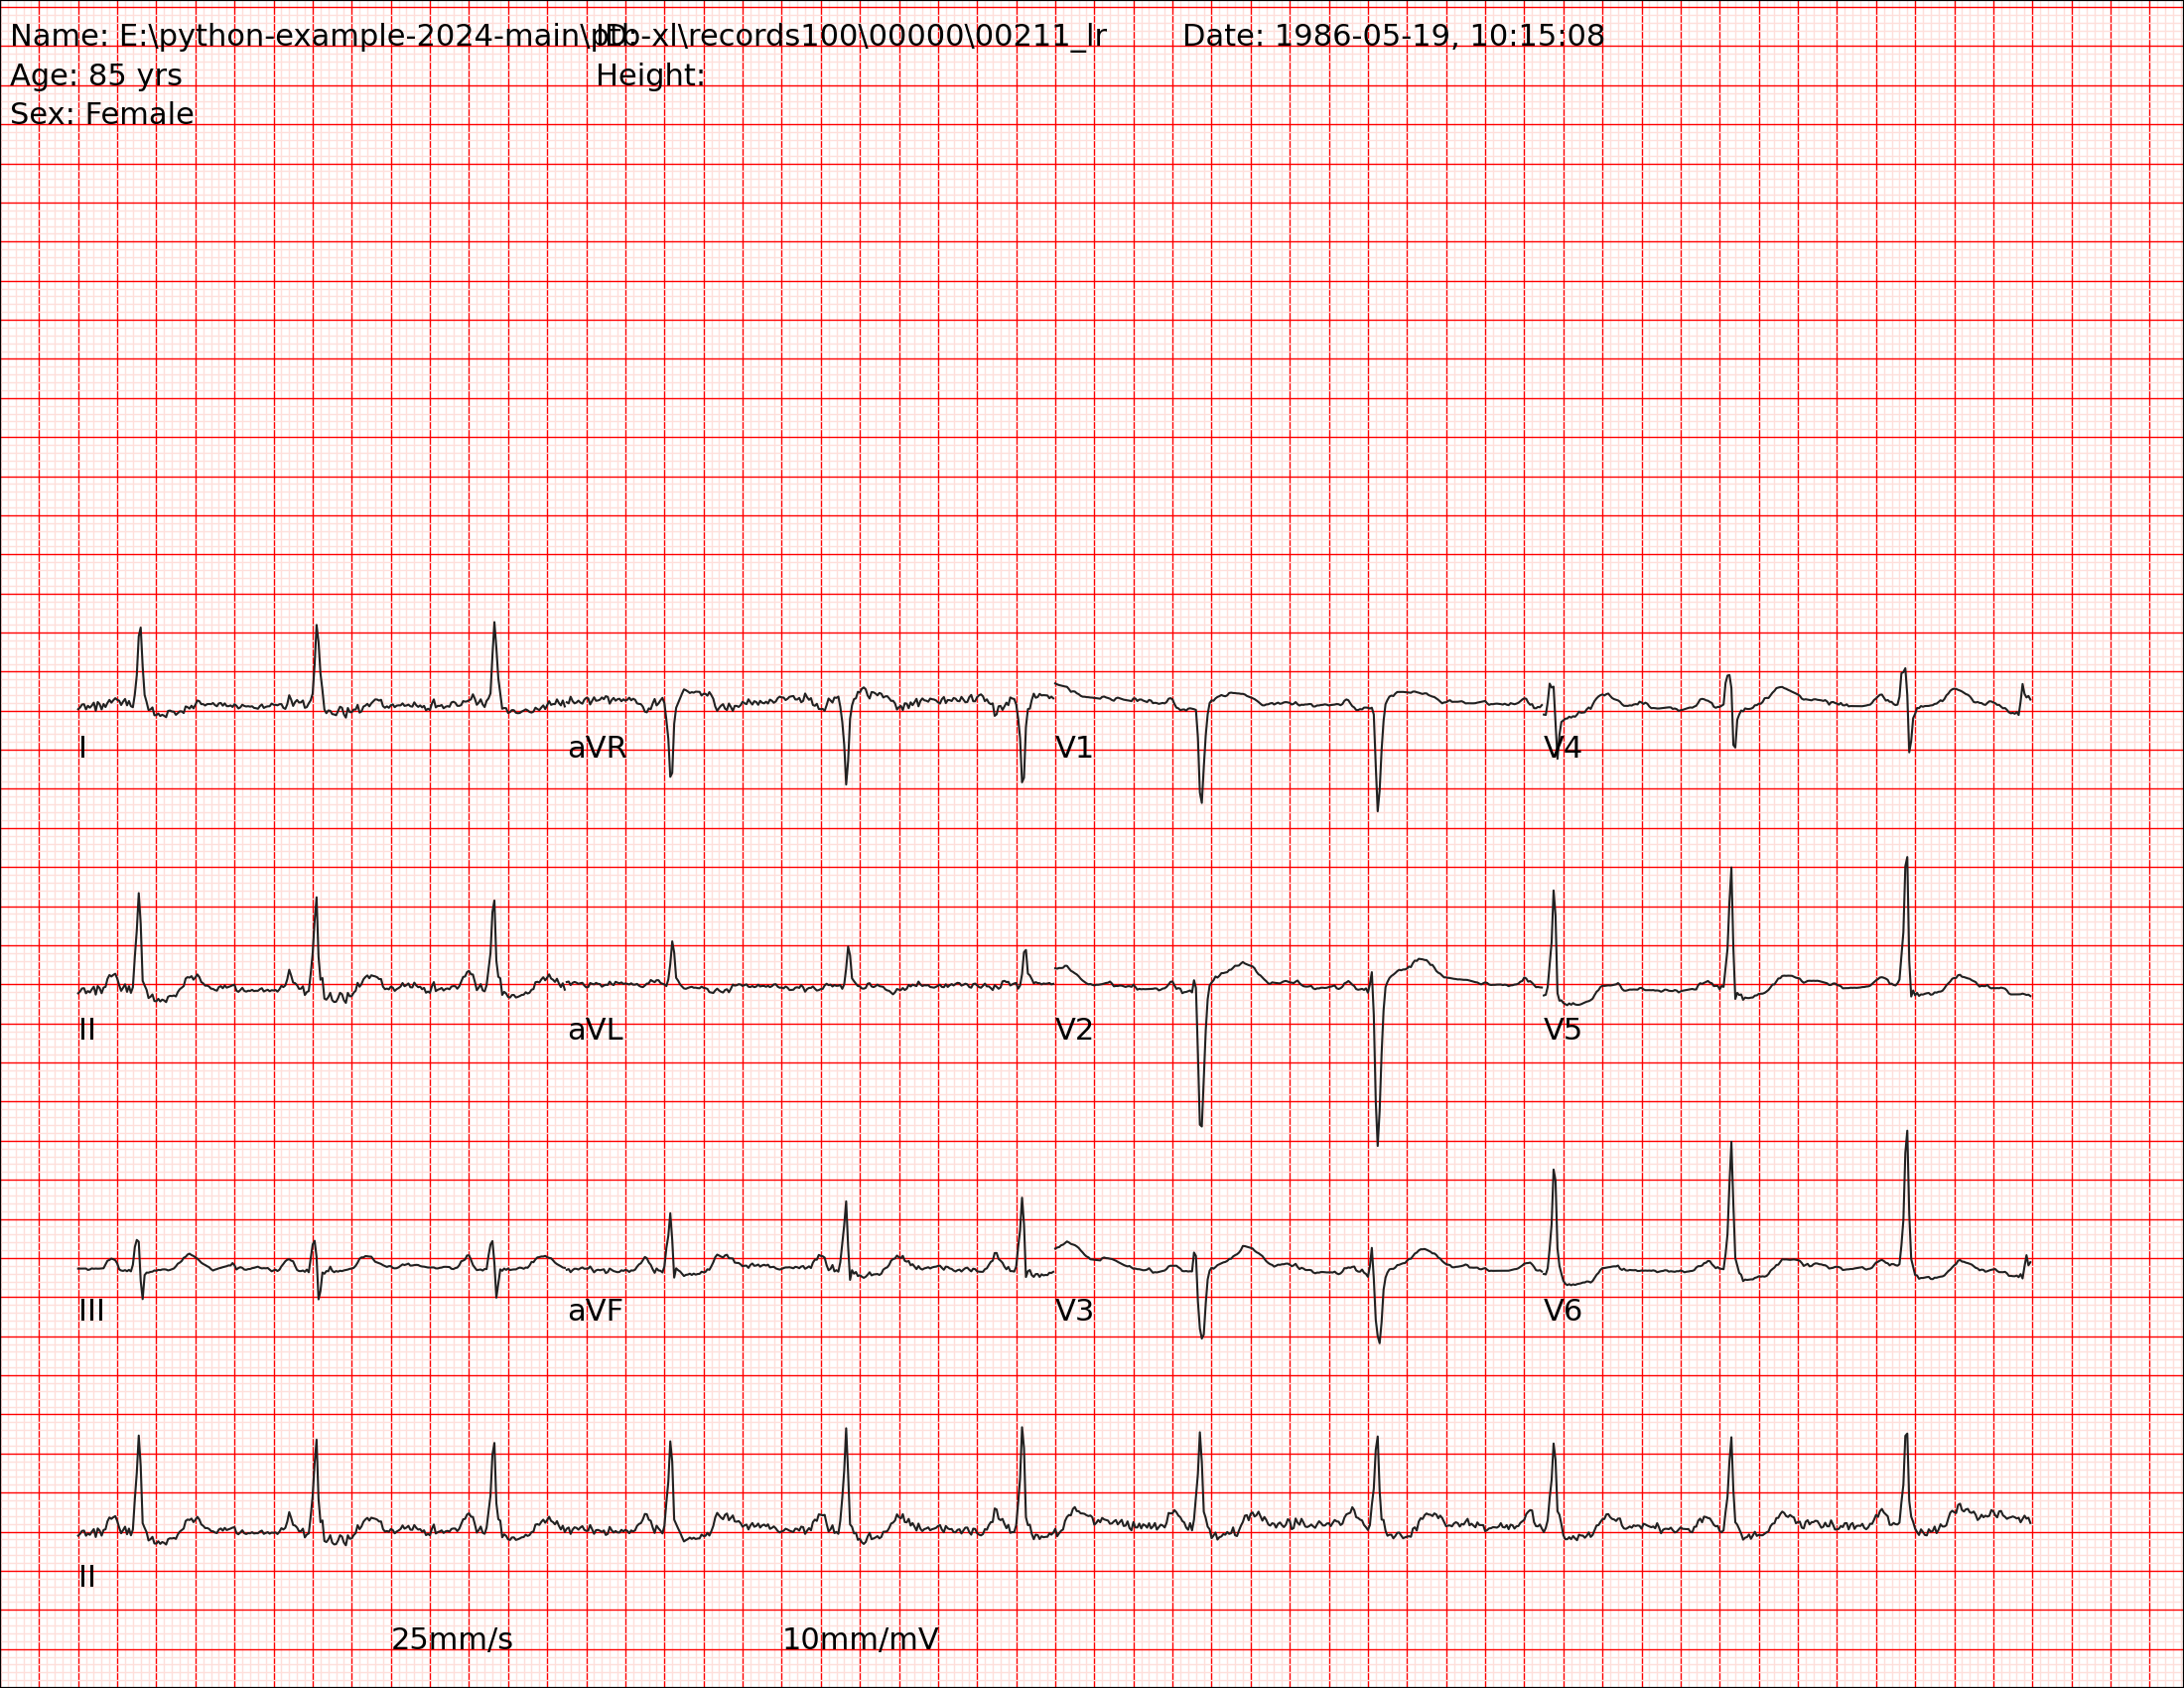 Name: E:\python-example-2024-main\ptb-xl\records100\00000\00211_lr ID: Date: 1986-05-19, 10:15:08
Age: 85 yrs Height:
Sex: Female
I aVR V1 V4
II aVL V2 V5
III aVF V3 V6
II
25mm/s 10mm/mV